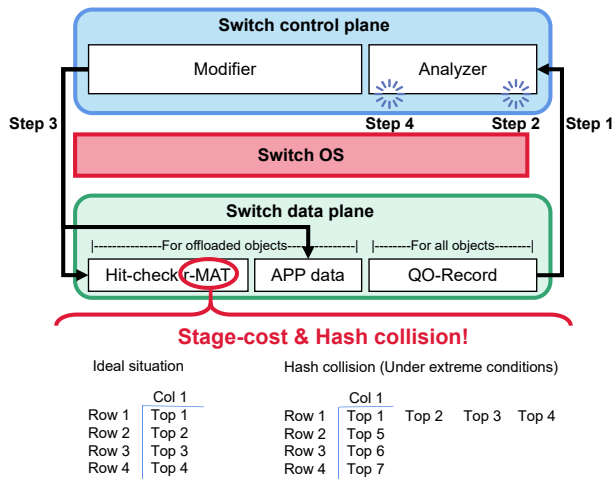 Switch control plane
Modifier
Analyzer
Step 3
Step 4
Step 2
Step 1
Switch OS
Switch data plane
|---------------For offloaded objects---------------|
|--------For all objects--------|
Hit-checkr-MAT
APP data
QO-Record
Stage-cost & Hash collision!
Ideal situation
Hash collision (Under extreme conditions)
Col 1
Row 1 Top 1
Row 2 Top 2
Row 3 Top 3
Row 4 Top 4
Col 1
Row 1 Top 1 Top 2 Top 3 Top 4
Row 2 Top 5
Row 3 Top 6
Row 4 Top 7